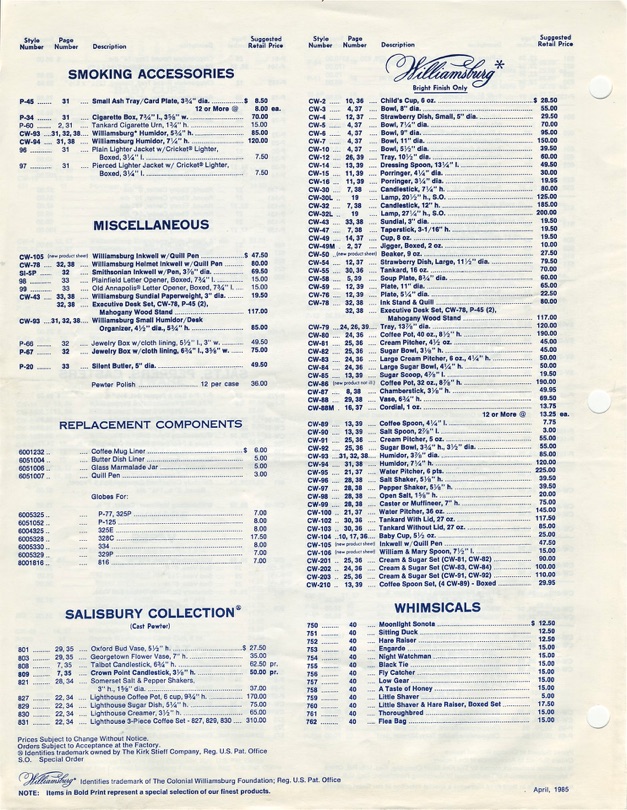 Style Number Page Number Description Suggested Retail Price
SMOKING ACCESSORIES
P-45 ........ 31 .... Small Ash Tray/Card Plate, 3¾" dia. $ 8.50
12 or More @ 8.00 ea.
P-34 ........ 31 .... Cigarette Box, 7¾" l., 3⅜" w. 70.00
P-60 ........ 2, 31 .... Tankard Cigarette Urn, 1¾" h. 15.00
CW-93 ...31, 32, 38.... Williamsburg* Humidor, 5¾" h. 85.00
CW-94 ..... 31, 38 .... Williamsburg Humidor, 7¼" h. 120.00
96 ........ 31 .... Plain Lighter Jacket w/Cricket® Lighter,
Boxed, 3¼" l. 7.50
97 ........ 31 .... Pierced Lighter Jacket w/ Cricket® Lighter,
Boxed, 3¼" l. 7.50
MISCELLANEOUS
CW-105 (new product sheet) Williamsburg Inkwell w/Quill Pen $ 47.50
CW-78 .... 32, 38 .... Williamsburg Helmet Inkwell w/Quill Pen 80.00
SI-5P ........ 32 .... Smithsonian Inkwell w/Pen, 3⅞" dia. 69.50
98 ........ 33 .... Plainfield Letter Opener, Boxed, 7¾" l. 15.00
99 ........ 33 .... Old Annapolis® Letter Opener, Boxed, 7¾" l. 15.00
CW-43 .... 33, 38 .... Williamsburg Sundial Paperweight, 3" dia. 19.50
32, 38 .... Executive Desk Set, CW-78, P-45 (2),
Mahogany Wood Stand 117.00
CW-93 ...31, 32, 38.... Williamsburg Small Humidor/Desk
Organizer, 4½" dia., 5¾" h. 85.00
P-66 ........ 32 .... Jewelry Box w/Cloth lining, 5½" l., 3" w. 49.50
P-67 ........ 32 .... Jewelry Box w/cloth lining, 6¾" l., 3⅝" w. 75.00
P-20 ........ 33 .... Silent Butler, 5" dia. 49.50
Pewter Polish 12 per case 36.00
REPLACEMENT COMPONENTS
6001232 .. .... Coffee Mug Liner $ 6.00
6051004 .. .... Butter Dish Liner 5.00
6051006 .. .... Glass Marmalade Jar 5.00
6051007 .. .... Quill Pen 3.00
Globes For:
6005325 .. .... P-77, 325P 7.00
6051052 .. .... P-125 8.00
6004325 .. .... 325E 8.00
6005328 .. .... 328C 17.50
6005330 .. .... 334 8.00
6005329 .. .... 329P 7.00
8001816 .. .... 816 7.00
SALISBURY COLLECTION®
(Cast Pewter)
801 ........ 29, 35 .... Oxford Bud Vase, 5½" h. $ 27.50
803 ........ 29, 35 .... Georgetown Flower Vase, 7" h. 35.00
808 ........ 7, 35 .... Talbot Candlestick, 6¾" h. 62.50 pr.
809 ........ 7, 35 .... Crown Point Candlestick, 3½" h. 50.00 pr.
821 ........ 28, 34 .... Somerset Salt & Pepper Shakers,
3" h., 1⅝" dia. 37.00
827 ........ 22, 34 .... Lighthouse Coffee Pot, 6 cup, 9¾" h. 170.00
829 ........ 22, 34 .... Lighthouse Sugar Dish, 5¼" h. 75.00
830 ........ 22, 34 .... Lighthouse Creamer, 3½" h. 65.00
831 ........ 22, 34 .... Lighthouse 3-Piece Coffee Set - 827, 829, 830 310.00
Prices Subject to Change Without Notice.
Orders Subject to Acceptance at the Factory.
® Identifies trademark owned by The Kirk Stieff Company, Reg. U.S. Pat. Office
S.O. Special Order
Williamsburg* Identifies trademark of The Colonial Williamsburg Foundation; Reg. U.S. Pat. Office
NOTE: Items in Bold Print represent a special selection of our finest products.
Style Number Page Number Description Suggested Retail Price
Williamsburg*
Bright Finish Only
CW-2 ...... 10, 36 .... Child's Cup, 6 oz. $ 28.50
CW-3 ...... 4, 37 .... Bowl, 8" dia. 55.00
CW-4 ...... 12, 37 .... Strawberry Dish, Small, 5" dia. 29.50
CW-5 ...... 4, 37 .... Bowl, 7¼" dia. 70.00
CW-6 ...... 4, 37 .... Bowl, 9" dia. 95.00
CW-7 ...... 4, 37 .... Bowl, 11" dia. 150.00
CW-10 .... 4, 37 .... Bowl, 5½" dia. 39.50
CW-12 .... 26, 39 .... Tray, 10½" dia. 60.00
CW-14 .... 13, 39 .... Dressing Spoon, 13¼" l. 49.50
CW-15 .... 11, 39 .... Porringer, 4¼" dia. 30.00
CW-16 .... 11, 39 .... Porringer, 3¼" dia. 19.95
CW-30 .... 7, 38 .... Candlestick, 7¼" h. 80.00
CW-30L .. 19 .... Lamp, 20½" h., S.O. 125.00
CW-32 .... 7, 38 .... Candlestick, 12" h. 185.00
CW-32L .. 19 .... Lamp, 27¼" h., S.O. 200.00
CW-43 .... 33, 38 .... Sundial, 3" dia. 19.50
CW-47 .... 7, 38 .... Taperstick, 3-1/16" h. 19.50
CW-49 .... 14, 37 .... Cup, 8 oz. 19.50
CW-49M .. 2, 37 .... Jigger, Boxed, 2 oz. 10.00
CW-50 ...(new product sheet) Beaker, 9 oz. 27.50
CW-54 .... 12, 37 .... Strawberry Dish, Large, 11½" dia. 79.50
CW-55 .... 30, 36 .... Tankard, 16 oz. 70.00
CW-58 .... 5, 39 .... Soup Plate, 8¾" dia. 60.00
CW-59 .... 12, 39 .... Plate, 11" dia. 65.00
CW-76 .... 12, 39 .... Plate, 5¼" dia. 22.50
CW-78 .... 32, 38 .... Ink Stand & Quill 80.00
32, 38 .... Executive Desk Set, CW-78, P-45 (2),
Mahogany Wood Stand 117.00
CW-79 .... 24, 26, 39.... Tray, 13⅞" dia. 120.00
CW-80 .... 24, 36 .... Coffee Pot, 40 oz., 8½" h. 190.00
CW-81 .... 25, 36 .... Cream Pitcher, 4½ oz. 45.00
CW-82 .... 25, 36 .... Sugar Bowl, 3⅛" h. 45.00
CW-83 .... 24, 36 .... Large Cream Pitcher, 6 oz., 4¼" h. 50.00
CW-84 .... 24, 36 .... Large Sugar Bowl, 4¼" h. 50.00
CW-85 .... 13, 39 .... Sugar Scoop, 4⅞" l. 19.50
CW-86 (new product not ill.) Coffee Pot, 32 oz., 8⅞" h. 190.00
CW-87 .... 8, 38 .... Chamberstick, 3⅜" h. 49.95
CW-88 .... 29, 38 .... Vase, 6¾" h. 69.50
CW-88M .. 16, 37 .... Cordial, 1 oz. 13.75
12 or More @ 13.25 ea.
CW-89 .... 13, 39 .... Coffee Spoon, 4¼" l. 7.75
CW-90 .... 13, 39 .... Salt Spoon, 2⅞" l. 3.00
CW-91 .... 25, 36 .... Cream Pitcher, 5 oz. 55.00
CW-92 .... 25, 36 .... Sugar Bowl, 3¾" h., 3½" dia. 55.00
CW-93 ...31, 32, 38.... Humidor, 3⅞" dia. 85.00
CW-94 .... 31, 38 .... Humidor, 7¼" h. 120.00
CW-95 .... 21, 37 .... Water Pitcher, 6 pts. 225.00
CW-96 .... 28, 38 .... Salt Shaker, 5⅛" h. 39.50
CW-97 .... 28, 38 .... Pepper Shaker, 5⅛" h. 39.50
CW-98 .... 28, 38 .... Open Salt, 1⅝" h. 20.00
CW-99 .... 28, 38 .... Caster or Muffineer, 7" h. 75.00
CW-100 .. 21, 37 .... Water Pitcher, 36 oz. 145.00
CW-102 .. 30, 36 .... Tankard With Lid, 27 oz. 117.50
CW-103 .. 30, 36 .... Tankard Without Lid, 27 oz. 85.00
CW-104 ..10, 17, 36.... Baby Cup, 5½ oz. 25.00
CW-105 (new product sheet) Inkwell w/Quill Pen 47.50
CW-106 (new product sheet) William & Mary Spoon, 7½" l. 15.00
CW-201 .. 25, 36 .... Cream & Sugar Set (CW-81, CW-82) 90.00
CW-202 .. 24, 36 .... Cream & Sugar Set (CW-83, CW-84) 100.00
CW-203 .. 25, 36 .... Cream & Sugar Set (CW-91, CW-92) 110.00
CW-210 .. 13, 39 .... Coffee Spoon Set, (4 CW-89) - Boxed 29.95
WHIMSICALS
750 ........ 40 .... Moonlight Sonota $ 12.50
751 ........ 40 .... Sitting Duck 12.50
752 ........ 40 .... Hare Raiser 12.50
753 ........ 40 .... Engardo 15.00
754 ........ 40 .... Night Watchman 15.00
755 ........ 40 .... Black Tie 15.00
756 ........ 40 .... Fly Catcher 15.00
757 ........ 40 .... Low Gear 15.00
758 ........ 40 .... A Taste of Honey 15.00
759 ........ 40 .... Little Shaver 5.00
760 ........ 40 .... Little Shaver & Hare Raiser, Boxed Set 17.50
761 ........ 40 .... Thoroughbred 15.00
762 ........ 40 .... Flea Bag 15.00
April, 1985